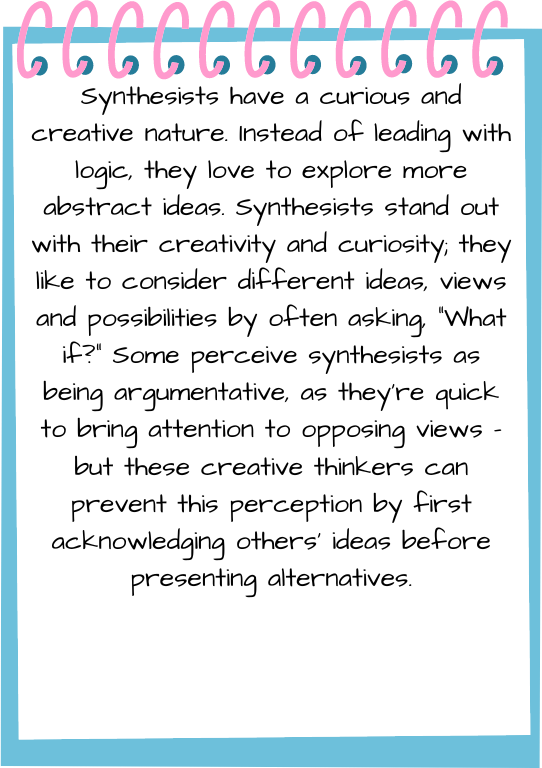 Synthesists have a curious and
creative nature. Instead of leading with
logic, they love to explore more
abstract ideas. Synthesists stand out
with their creativity and curiosity; they
like to consider different ideas, views
and possibilities by often asking, "What
if?" Some perceive synthesists as
being argumentative, as they're quick
to bring attention to opposing views -
but these creative thinkers can
prevent this perception by first
acknowledging others' ideas before
presenting alternatives.